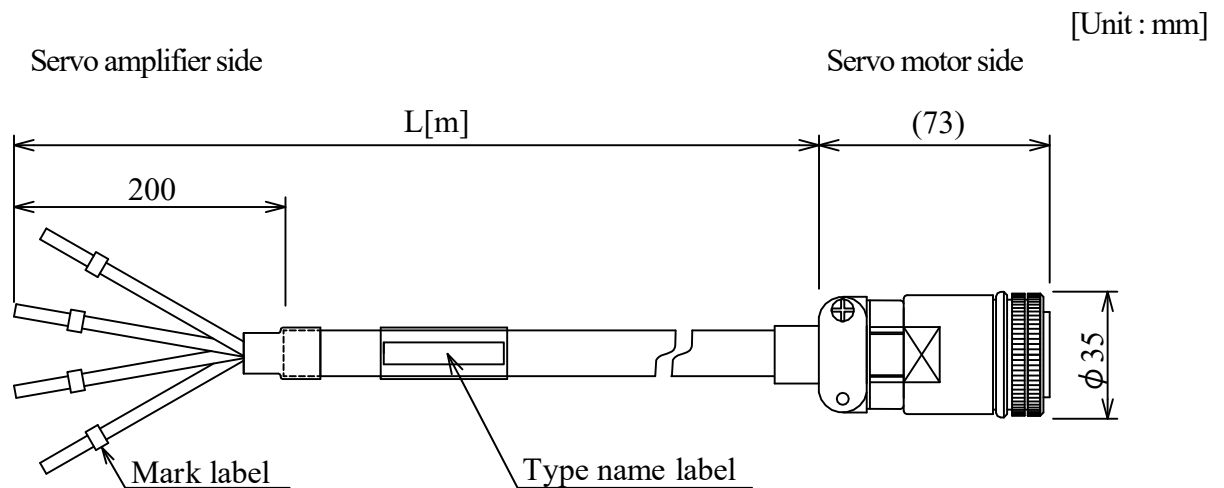 [Unit : mm]
Servo amplifier side
Servo motor side
L[m]
(73)
200
ϕ35
Mark label
Type name label